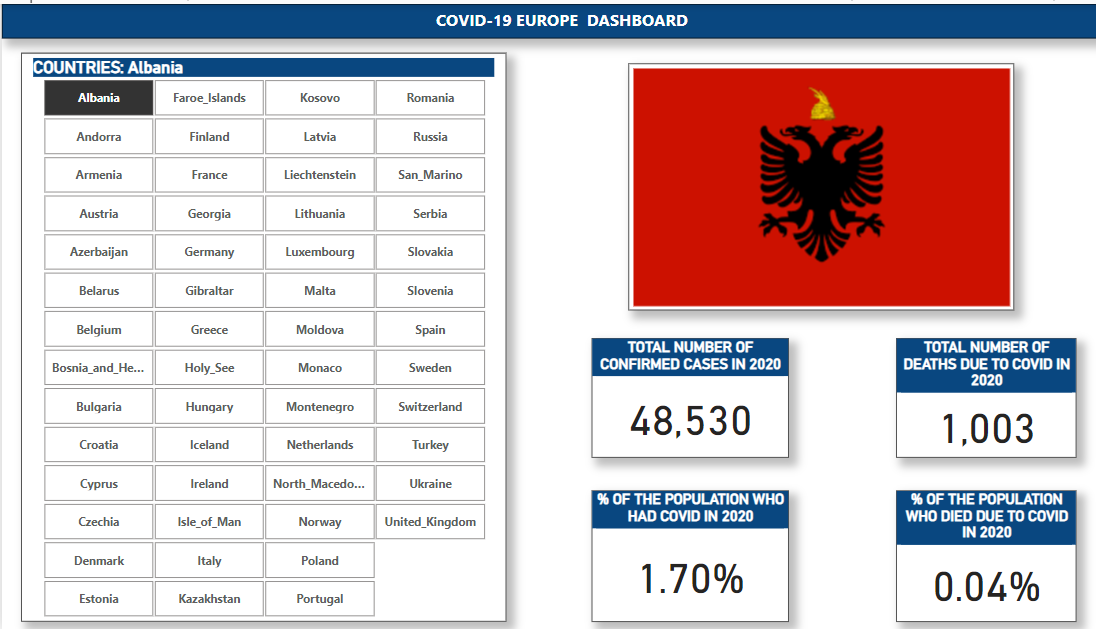 COVID-19 EUROPE DASHBOARD
COUNTRIES: Albania
Albania Faroe_Islands Kosovo Romania
Andorra Finland Latvia Russia
Armenia France Liechtenstein San_Marino
Austria Georgia Lithuania Serbia
Azerbaijan Germany Luxembourg Slovakia
Belarus Gibraltar Malta Slovenia
Belgium Greece Moldova Spain
Bosnia_and_He... Holy_See Monaco Sweden
Bulgaria Hungary Montenegro Switzerland
Croatia Iceland Netherlands Turkey
Cyprus Ireland North_Macedo... Ukraine
Czechia Isle_of_Man Norway United_Kingdom
Denmark Italy Poland
Estonia Kazakhstan Portugal
TOTAL NUMBER OF
CONFIRMED CASES IN 2020
48,530
TOTAL NUMBER OF
DEATHS DUE TO COVID IN
2020
1,003
% OF THE POPULATION WHO
HAD COVID IN 2020
1.70%
% OF THE POPULATION
WHO DIED DUE TO COVID
IN 2020
0.04%